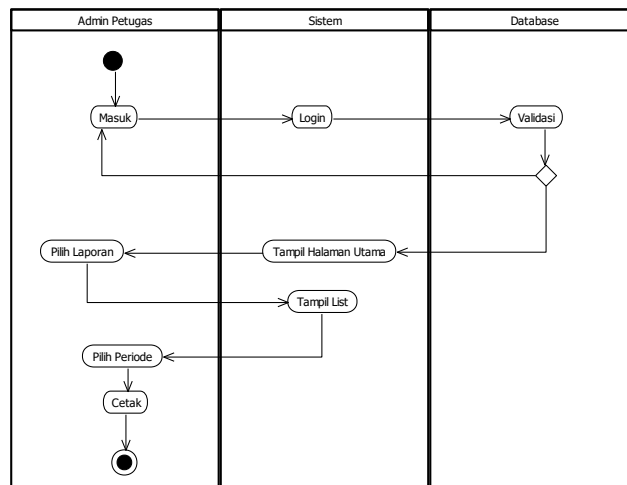 Admin Petugas
Sistem
Database
Masuk
Login
Validasi
Pilih Laporan
Tampil Halaman Utama
Tampil List
Pilih Periode
Cetak